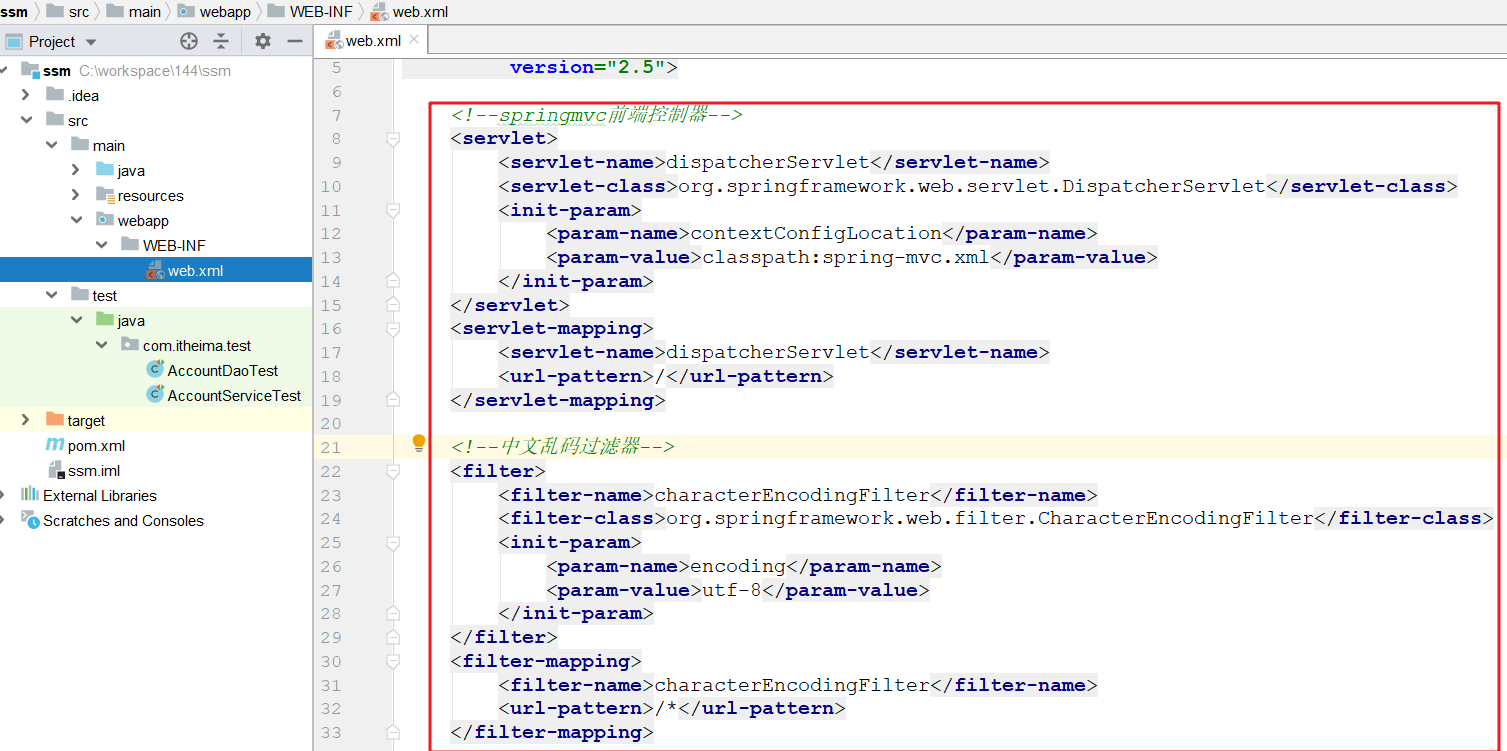 ssm src main webapp WEB-INF web.xml
Project
web.xml
ssm C:\workspace\144\ssm
.idea
src
main
java
resources
webapp
WEB-INF
web.xml
test
java
com.itheima.test
AccountDaoTest
AccountServiceTest
target
pom.xml
ssm.iml
External Libraries
Scratches and Consoles
5 version="2.5">
6
7 <!--springmvc前端控制器-->
8 <servlet>
9 <servlet-name>dispatcherServlet</servlet-name>
10 <servlet-class>org.springframework.web.servlet.DispatcherServlet</servlet-class>
11 <init-param>
12 <param-name>contextConfigLocation</param-name>
13 <param-value>classpath:spring-mvc.xml</param-value>
14 </init-param>
15 </servlet>
16 <servlet-mapping>
17 <servlet-name>dispatcherServlet</servlet-name>
18 <url-pattern>/</url-pattern>
19 </servlet-mapping>
20
21 <!--中文乱码过滤器-->
22 <filter>
23 <filter-name>characterEncodingFilter</filter-name>
24 <filter-class>org.springframework.web.filter.CharacterEncodingFilter</filter-class>
25 <init-param>
26 <param-name>encoding</param-name>
27 <param-value>utf-8</param-value>
28 </init-param>
29 </filter>
30 <filter-mapping>
31 <filter-name>characterEncodingFilter</filter-name>
32 <url-pattern>/*</url-pattern>
33 </filter-mapping>